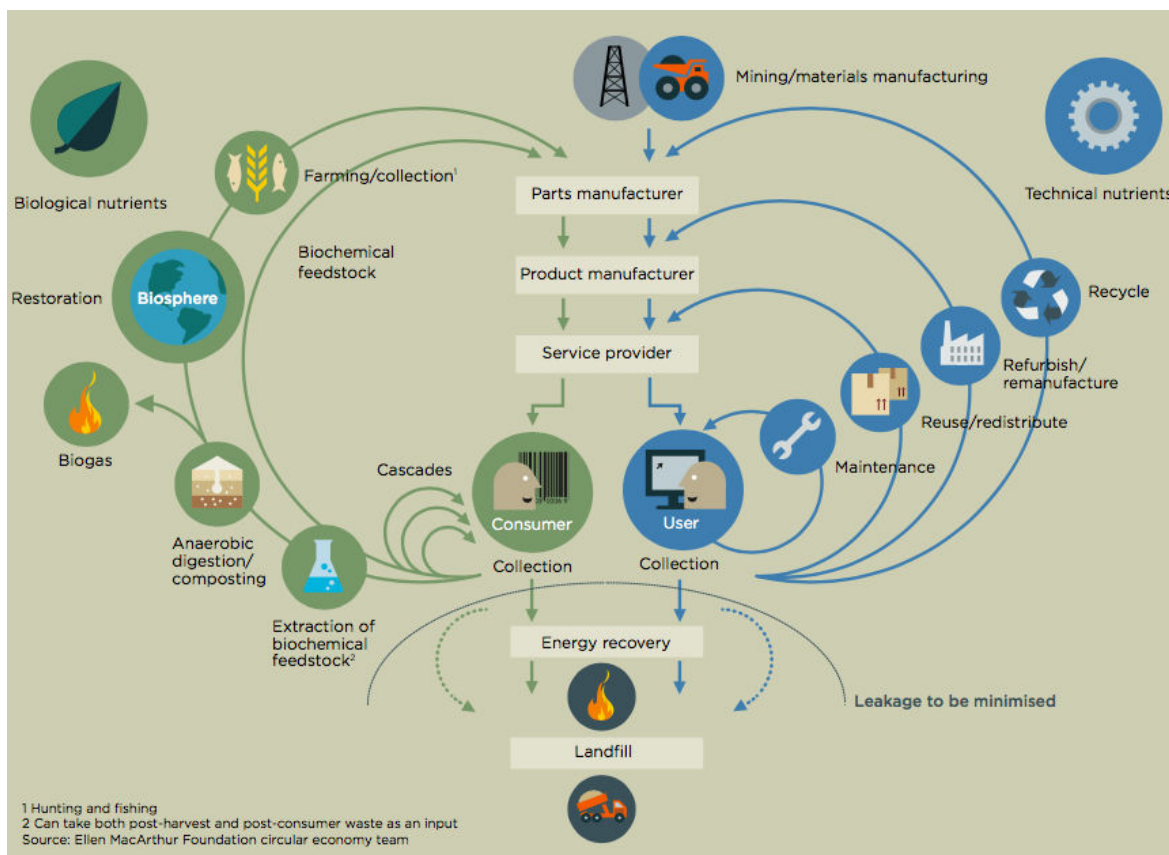 Mining/materials manufacturing
Biological nutrients
Technical nutrients
Farming/collection¹
Parts manufacturer
Biochemical
feedstock
Product manufacturer
Restoration
Biosphere
Recycle
Service provider
Refurbish/
remanufacture
Reuse/redistribute
Biogas
Cascades
Maintenance
Consumer
User
Anaerobic
digestion/
composting
Collection
Collection
Extraction of
biochemical
feedstock²
Energy recovery
Leakage to be minimised
Landfill
1 Hunting and fishing
2 Can take both post-harvest and post-consumer waste as an input
Source: Ellen MacArthur Foundation circular economy team